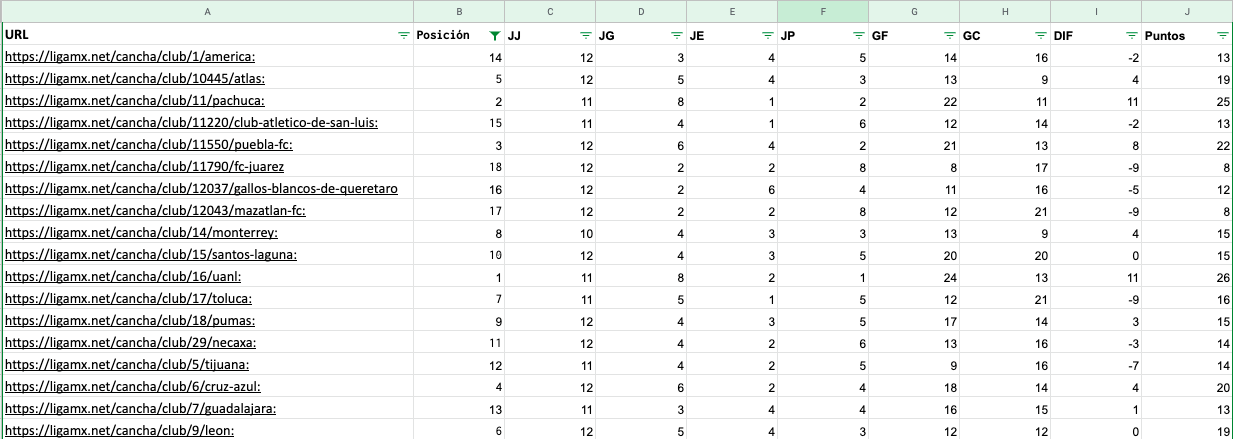 A B C D E F G H I J
URL Posición JJ JG JE JP GF GC DIF Puntos
https://ligamx.net/cancha/club/1/america: 14 12 3 4 5 14 16 -2 13
https://ligamx.net/cancha/club/10445/atlas: 5 12 5 4 3 13 9 4 19
https://ligamx.net/cancha/club/11/pachuca: 2 11 8 1 2 22 11 11 25
https://ligamx.net/cancha/club/11220/club-atletico-de-san-luis: 15 11 4 1 6 12 14 -2 13
https://ligamx.net/cancha/club/11550/puebla-fc: 3 12 6 4 2 21 13 8 22
https://ligamx.net/cancha/club/11790/fc-juarez 18 12 2 2 8 8 17 -9 8
https://ligamx.net/cancha/club/12037/gallos-blancos-de-queretaro 16 12 2 6 4 11 16 -5 12
https://ligamx.net/cancha/club/12043/mazatlan-fc: 17 12 2 2 8 12 21 -9 8
https://ligamx.net/cancha/club/14/monterrey: 8 10 4 3 3 13 9 4 15
https://ligamx.net/cancha/club/15/santos-laguna: 10 12 4 3 5 20 20 0 15
https://ligamx.net/cancha/club/16/uanl: 1 11 8 2 1 24 13 11 26
https://ligamx.net/cancha/club/17/toluca: 7 11 5 1 5 12 21 -9 16
https://ligamx.net/cancha/club/18/pumas: 9 12 4 3 5 17 14 3 15
https://ligamx.net/cancha/club/29/necaxa: 11 12 4 2 6 13 16 -3 14
https://ligamx.net/cancha/club/5/tijuana: 12 11 4 2 5 9 16 -7 14
https://ligamx.net/cancha/club/6/cruz-azul: 4 12 6 2 4 18 14 4 20
https://ligamx.net/cancha/club/7/guadalajara: 13 11 3 4 4 16 15 1 13
https://ligamx.net/cancha/club/9/leon: 6 12 5 4 3 12 12 0 19